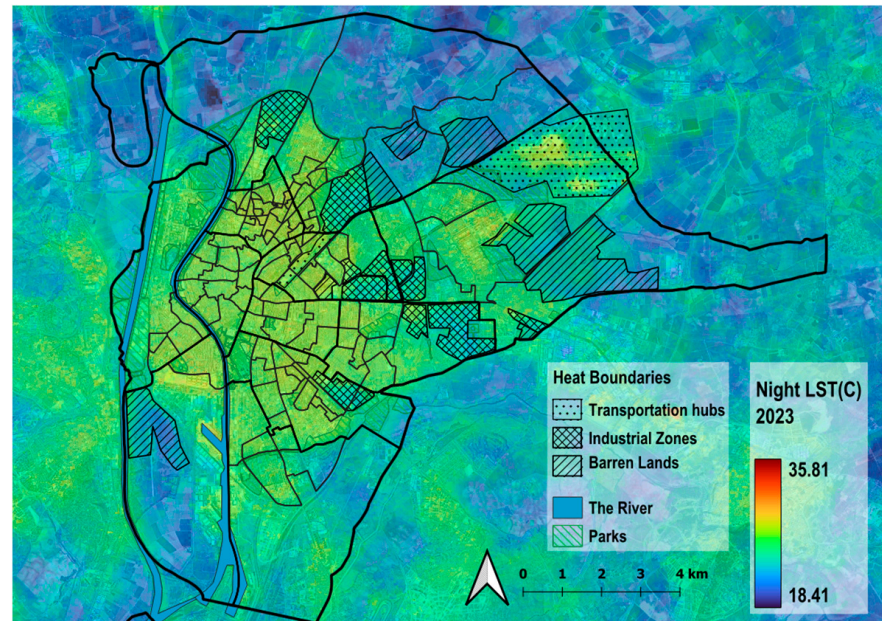 Heat Boundaries
Transportation hubs
Industrial Zones
Barren Lands
The River
Parks
0 1 2 3 4 km
Night LST(C)
2023
35.81
18.41